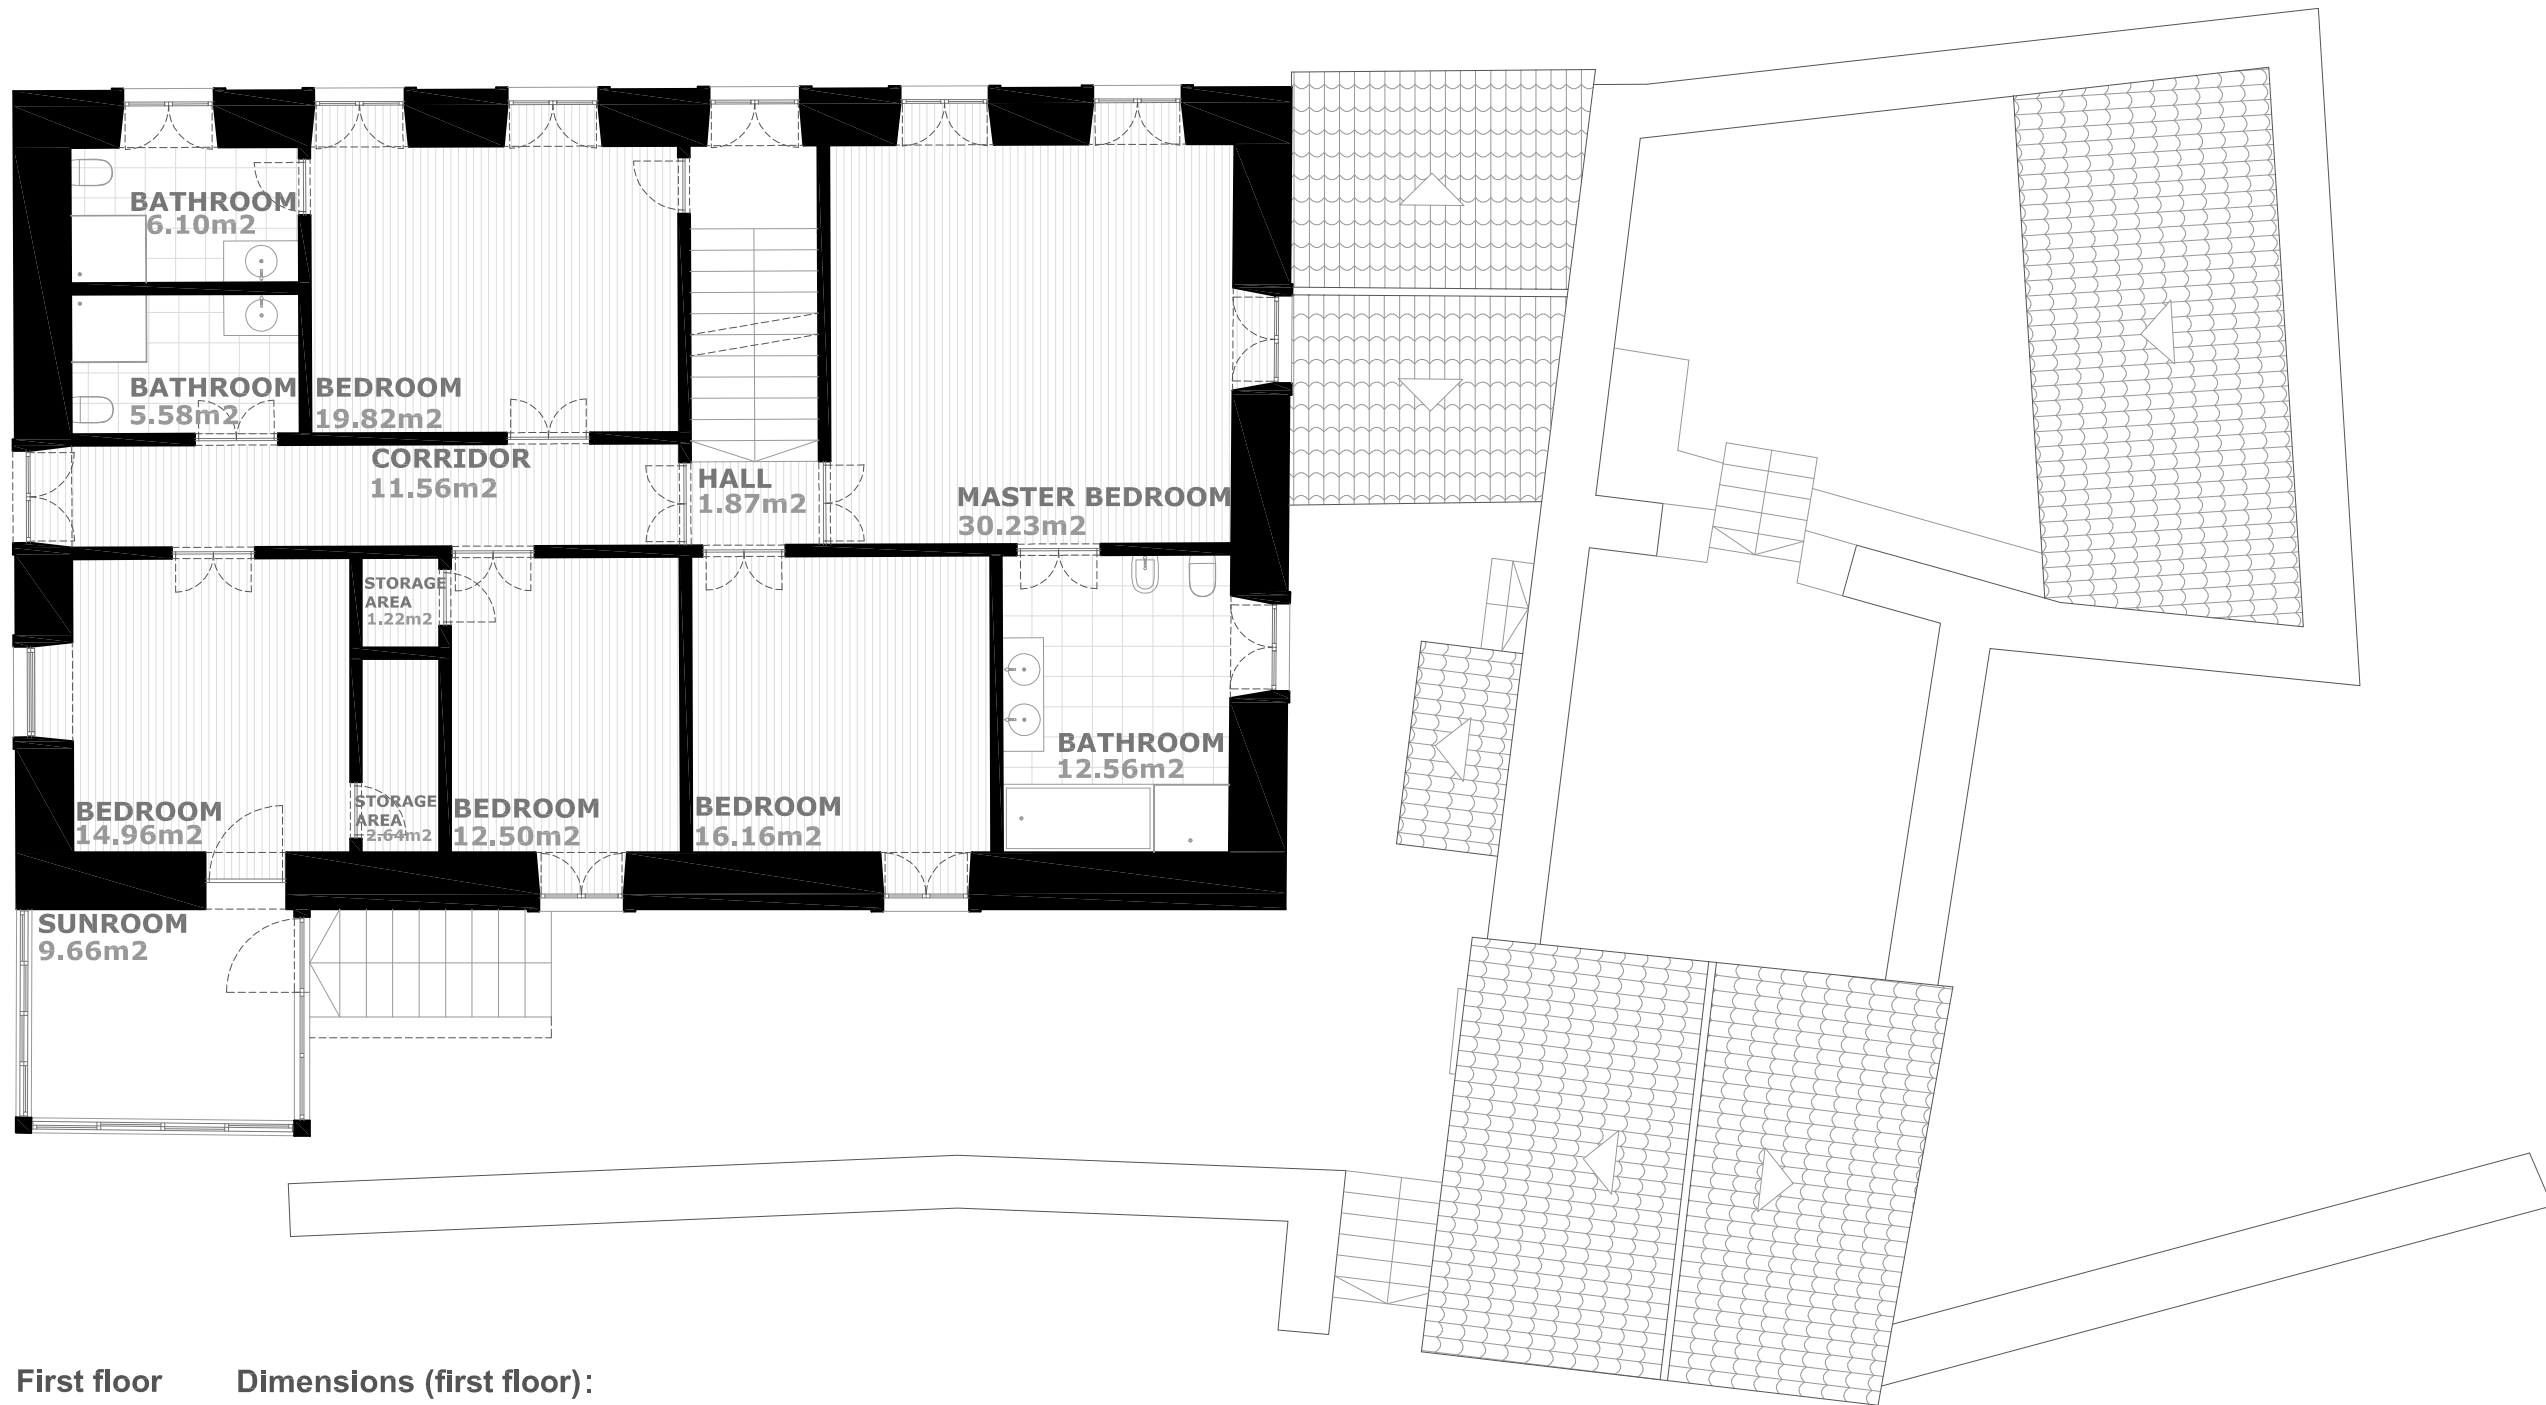 BATHROOM
6.10m2
BATHROOM
5.58m2
BEDROOM
19.82m2
CORRIDOR
11.56m2
HALL
1.87m2
MASTER BEDROOM
30.23m2
STORAGE
AREA
1.22m2
BEDROOM
14.96m2
STORAGE
AREA
2.64m2
BEDROOM
12.50m2
BEDROOM
16.16m2
BATHROOM
12.56m2
SUNROOM
9.66m2
First floor
Dimensions (first floor):